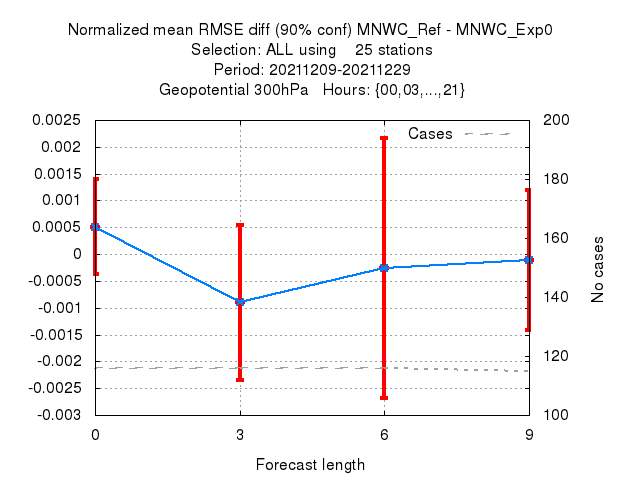 Normalized mean RMSE diff (90% conf) MNWC_Ref - MNWC_Exp0
Selection: ALL using    25 stations
Period: 20211209-20211229
Geopotential 300hPa   Hours: {00,03,...,21}
Cases
0.0025
0.002
0.0015
0.001
0.0005
0
-0.0005
-0.001
-0.0015
-0.002
-0.0025
-0.003
200
180
160
140
120
100
No cases
0 3 6 9
Forecast length